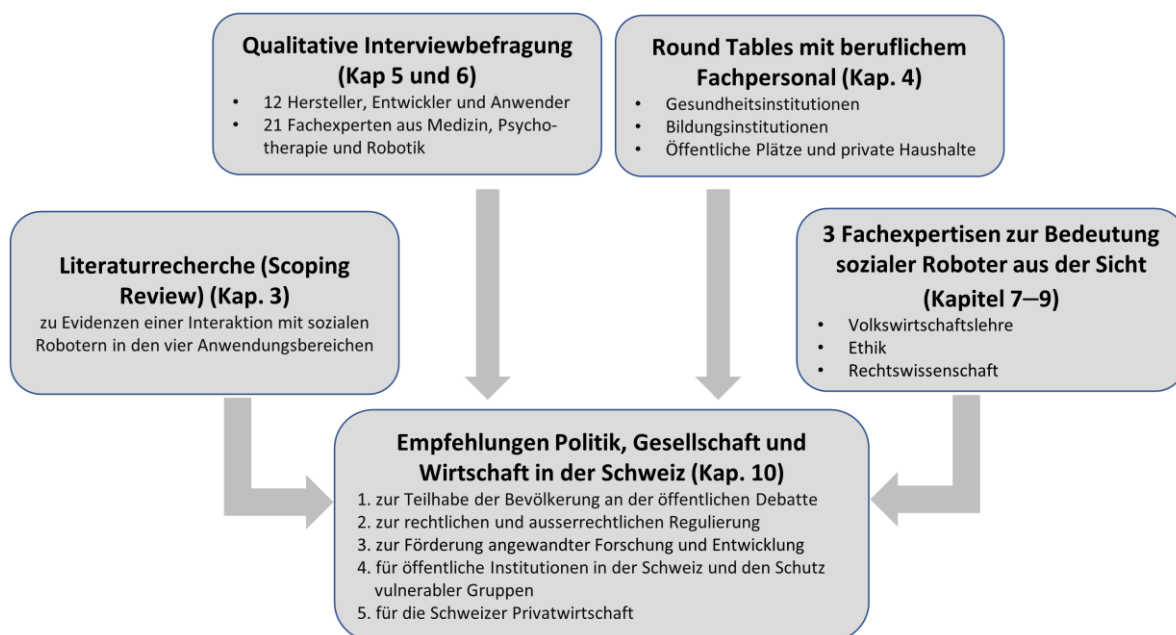 Qualitative Interviewbefragung
(Kap 5 und 6)
• 12 Hersteller, Entwickler und Anwender
• 21 Fachexperten aus Medizin, Psycho-
therapie und Robotik
Round Tables mit beruflichem
Fachpersonal (Kap. 4)
• Gesundheitsinstitutionen
• Bildungsinstitutionen
• Öffentliche Plätze und private Haushalte
Literaturrecherche (Scoping
Review) (Kap. 3)
zu Evidenzen einer Interaktion mit sozialen
Robotern in den vier Anwendungsbereichen
3 Fachexpertisen zur Bedeutung
sozialer Roboter aus der Sicht
(Kapitel 7–9)
• Volkswirtschaftslehre
• Ethik
• Rechtswissenschaft
Empfehlungen Politik, Gesellschaft und
Wirtschaft in der Schweiz (Kap. 10)
1. zur Teilhabe der Bevölkerung an der öffentlichen Debatte
2. zur rechtlichen und ausserrechtlichen Regulierung
3. zur Förderung angewandter Forschung und Entwicklung
4. für öffentliche Institutionen in der Schweiz und den Schutz
vulnerabler Gruppen
5. für die Schweizer Privatwirtschaft